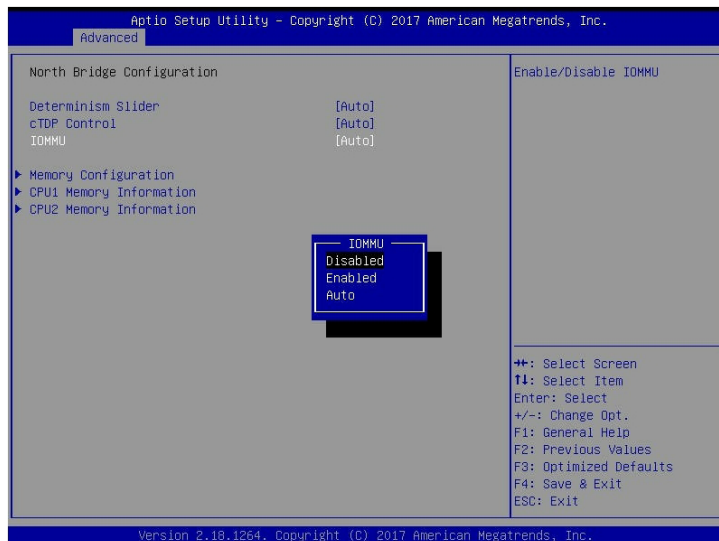 Aptio Setup Utility – Copyright (C) 2017 American Megatrends, Inc.
Advanced
North Bridge Configuration
Enable/Disable IOMMU
Determinism Slider [Auto]
cTDP Control [Auto]
IOMMU [Auto]
Memory Configuration
CPU1 Memory Information
CPU2 Memory Information
IOMMU
Disabled
Enabled
Auto
→←: Select Screen
↑↓: Select Item
Enter: Select
+/-: Change Opt.
F1: General Help
F2: Previous Values
F3: Optimized Defaults
F4: Save & Exit
ESC: Exit
Version 2.18.1264. Copyright (C) 2017 American Megatrends, Inc.